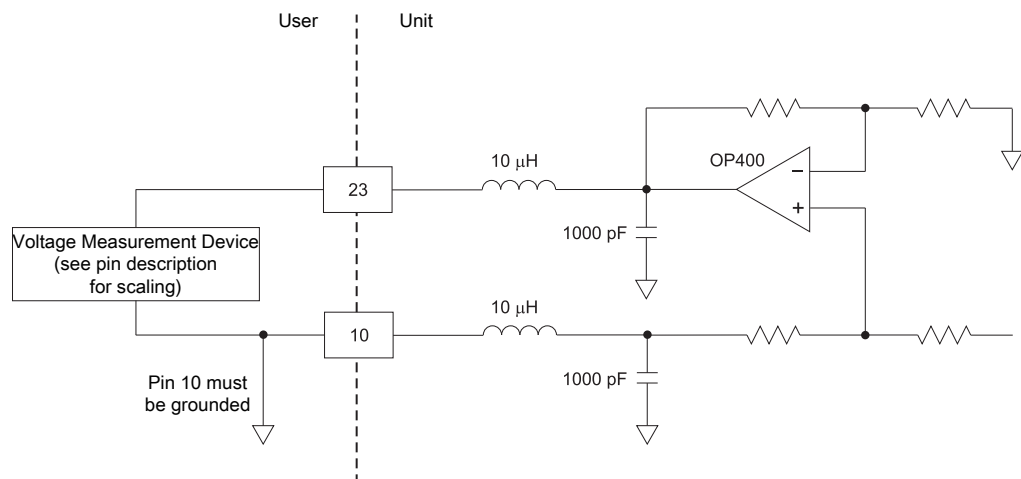 User
Unit
OP400
10 μH
−
+
23
1000 pF
Voltage Measurement Device
(see pin description
for scaling)
10 μH
10
1000 pF
Pin 10 must
be grounded